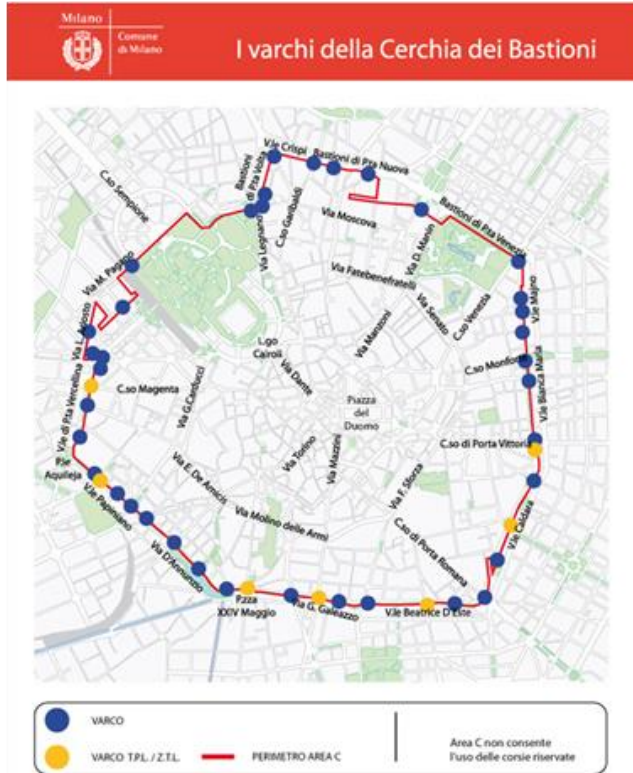 Milano
Comune
di Milano
I varchi della Cerchia dei Bastioni
V.le Crispi
Bastioni di P.ta Nuova
Bastioni
di P.ta Volta
C.so Sempione
Via Legnano
C.so Garibaldi
Via Moscova
Via D. Manin
Bastioni di P.ta Venezia
Via M. Pagano
Via Fatebenefratelli
Via Senato
C.so Venezia
V.le Majno
Via L. Agosto
L.go
Cairoli
Via Dante
Via Manzoni
C.so Monforte
C.so Magenta
Via G.Carducci
Piazza
del
Duomo
V.le Bianca Maria
V.le di P.ta Vercellina
Via Torino
Via Mazzini
C.so di Porta Vittoria
P.le
Aquileja
Via E. De Amicis
Via F. Sforza
V.le Papiniano
Via Molino delle Armi
C.so di Porta Romana
V.le Caldara
Via D'Annunzio
P.zza
XXIV Maggio
Via G. Galeazzo
V.le Beatrice D'Este
VARCO
VARCO T.P.L. / Z.T.L.
PERIMETRO AREA C
Area C non consente
l'uso delle corsie riservate